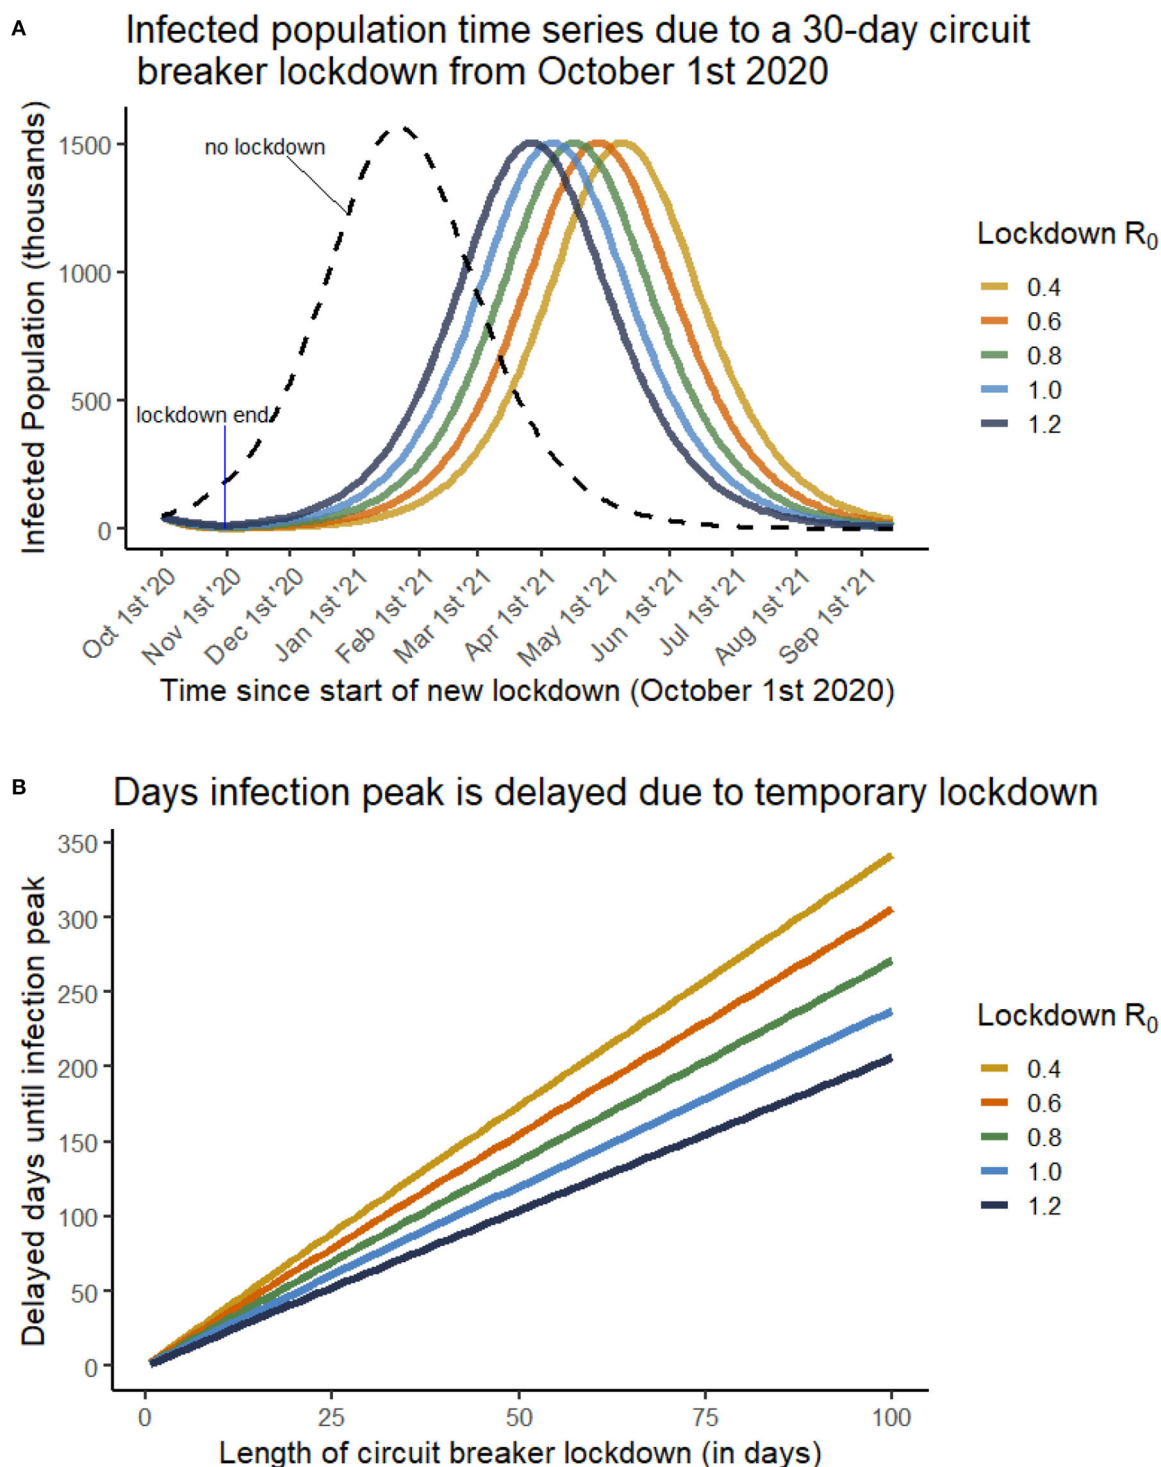 A
Infected population time series due to a 30-day circuit
breaker lockdown from October 1st 2020
Infected Population (thousands)
1500
1000
500
0
no lockdown
lockdown end
Oct 1st '20
Nov 1st '20
Dec 1st '20
Jan 1st '21
Feb 1st '21
Mar 1st '21
Apr 1st '21
May 1st '21
Jun 1st '21
Jul 1st '21
Aug 1st '21
Sep 1st '21
Time since start of new lockdown (October 1st 2020)
Lockdown R₀
0.4
0.6
0.8
1.0
1.2
B
Days infection peak is delayed due to temporary lockdown
Delayed days until infection peak
350
300
250
200
150
100
50
0
0
25
50
75
100
Length of circuit breaker lockdown (in days)
Lockdown R₀
0.4
0.6
0.8
1.0
1.2